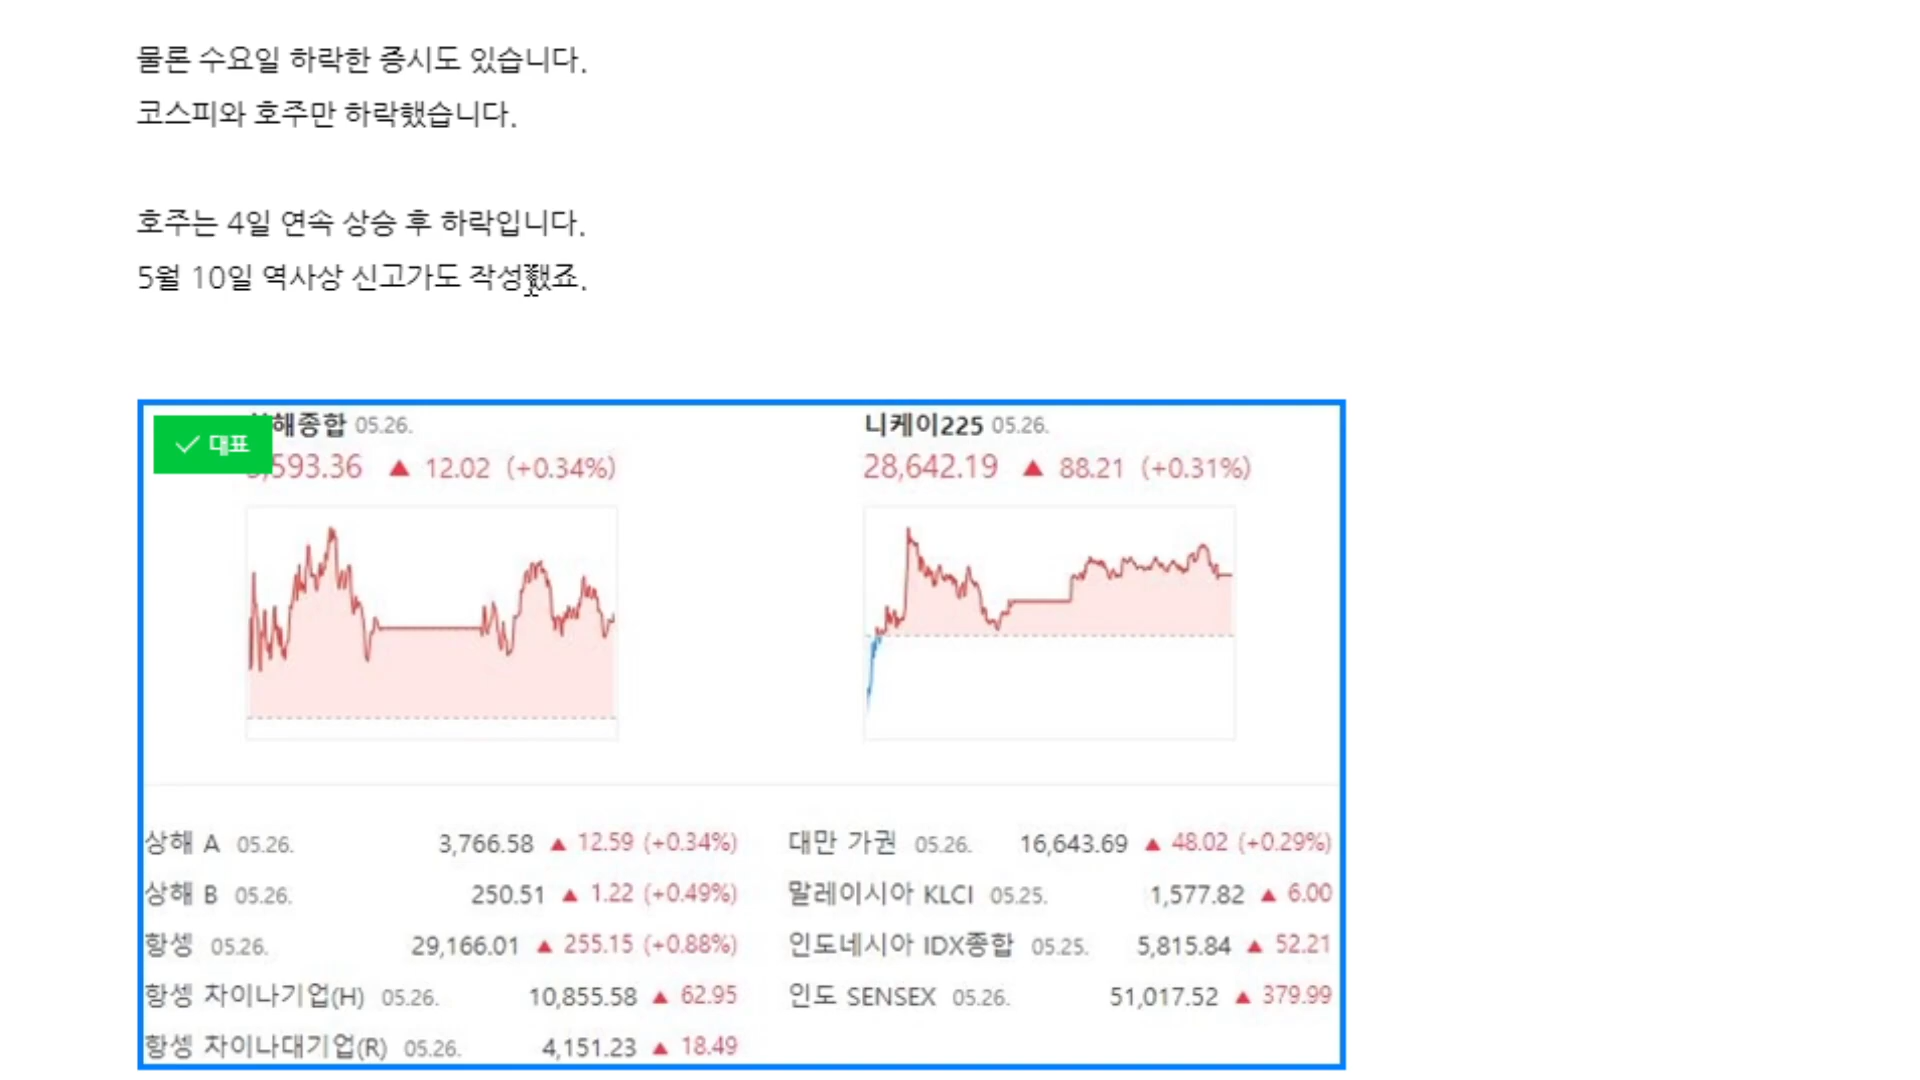 물론 수요일 하락한 증시도 있습니다.
코스피와 호주만 하락했습니다.
호주는 4일 연속 상승 후 하락입니다.
5월 10일 역사상 신고가도 작성했죠.
대표
해종합 05.26.
593.36 ▲ 12.02 (+0.34%)
니케이225 05.26.
28,642.19 ▲ 88.21 (+0.31%)
상해 A 05.26. 3,766.58 ▲ 12.59 (+0.34%)
상해 B 05.26. 250.51 ▲ 1.22 (+0.49%)
항셍 05.26. 29,166.01 ▲ 255.15 (+0.88%)
항셍 차이나기업(H) 05.26. 10,855.58 ▲ 62.95
항셍 차이나대기업(R) 05.26. 4,151.23 ▲ 18.49
대만 가권 05.26. 16,643.69 ▲ 48.02 (+0.29%)
말레이시아 KLCI 05.25. 1,577.82 ▲ 6.00
인도네시아 IDX종합 05.25. 5,815.84 ▲ 52.21
인도 SENSEX 05.26. 51,017.52 ▲ 379.99